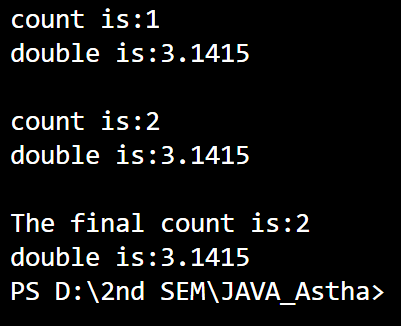 count is:1
double is:3.1415
count is:2
double is:3.1415
The final count is:2
double is:3.1415
PS D:\2nd SEM\JAVA_Astha>